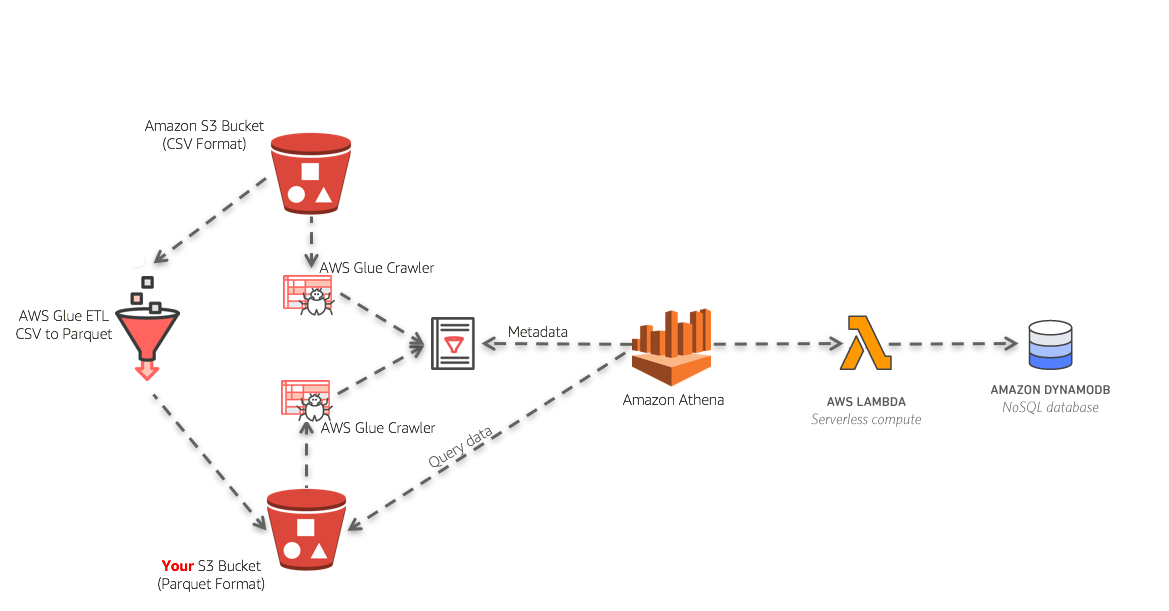 Amazon S3 Bucket
(CSV Format)
AWS Glue Crawler
AWS Glue ETL
CSV to Parquet
Metadata
Amazon Athena
AWS LAMBDA
Serverless compute
AMAZON DYNAMODB
NoSQL database
AWS Glue Crawler
Query data
Your S3 Bucket
(Parquet Format)